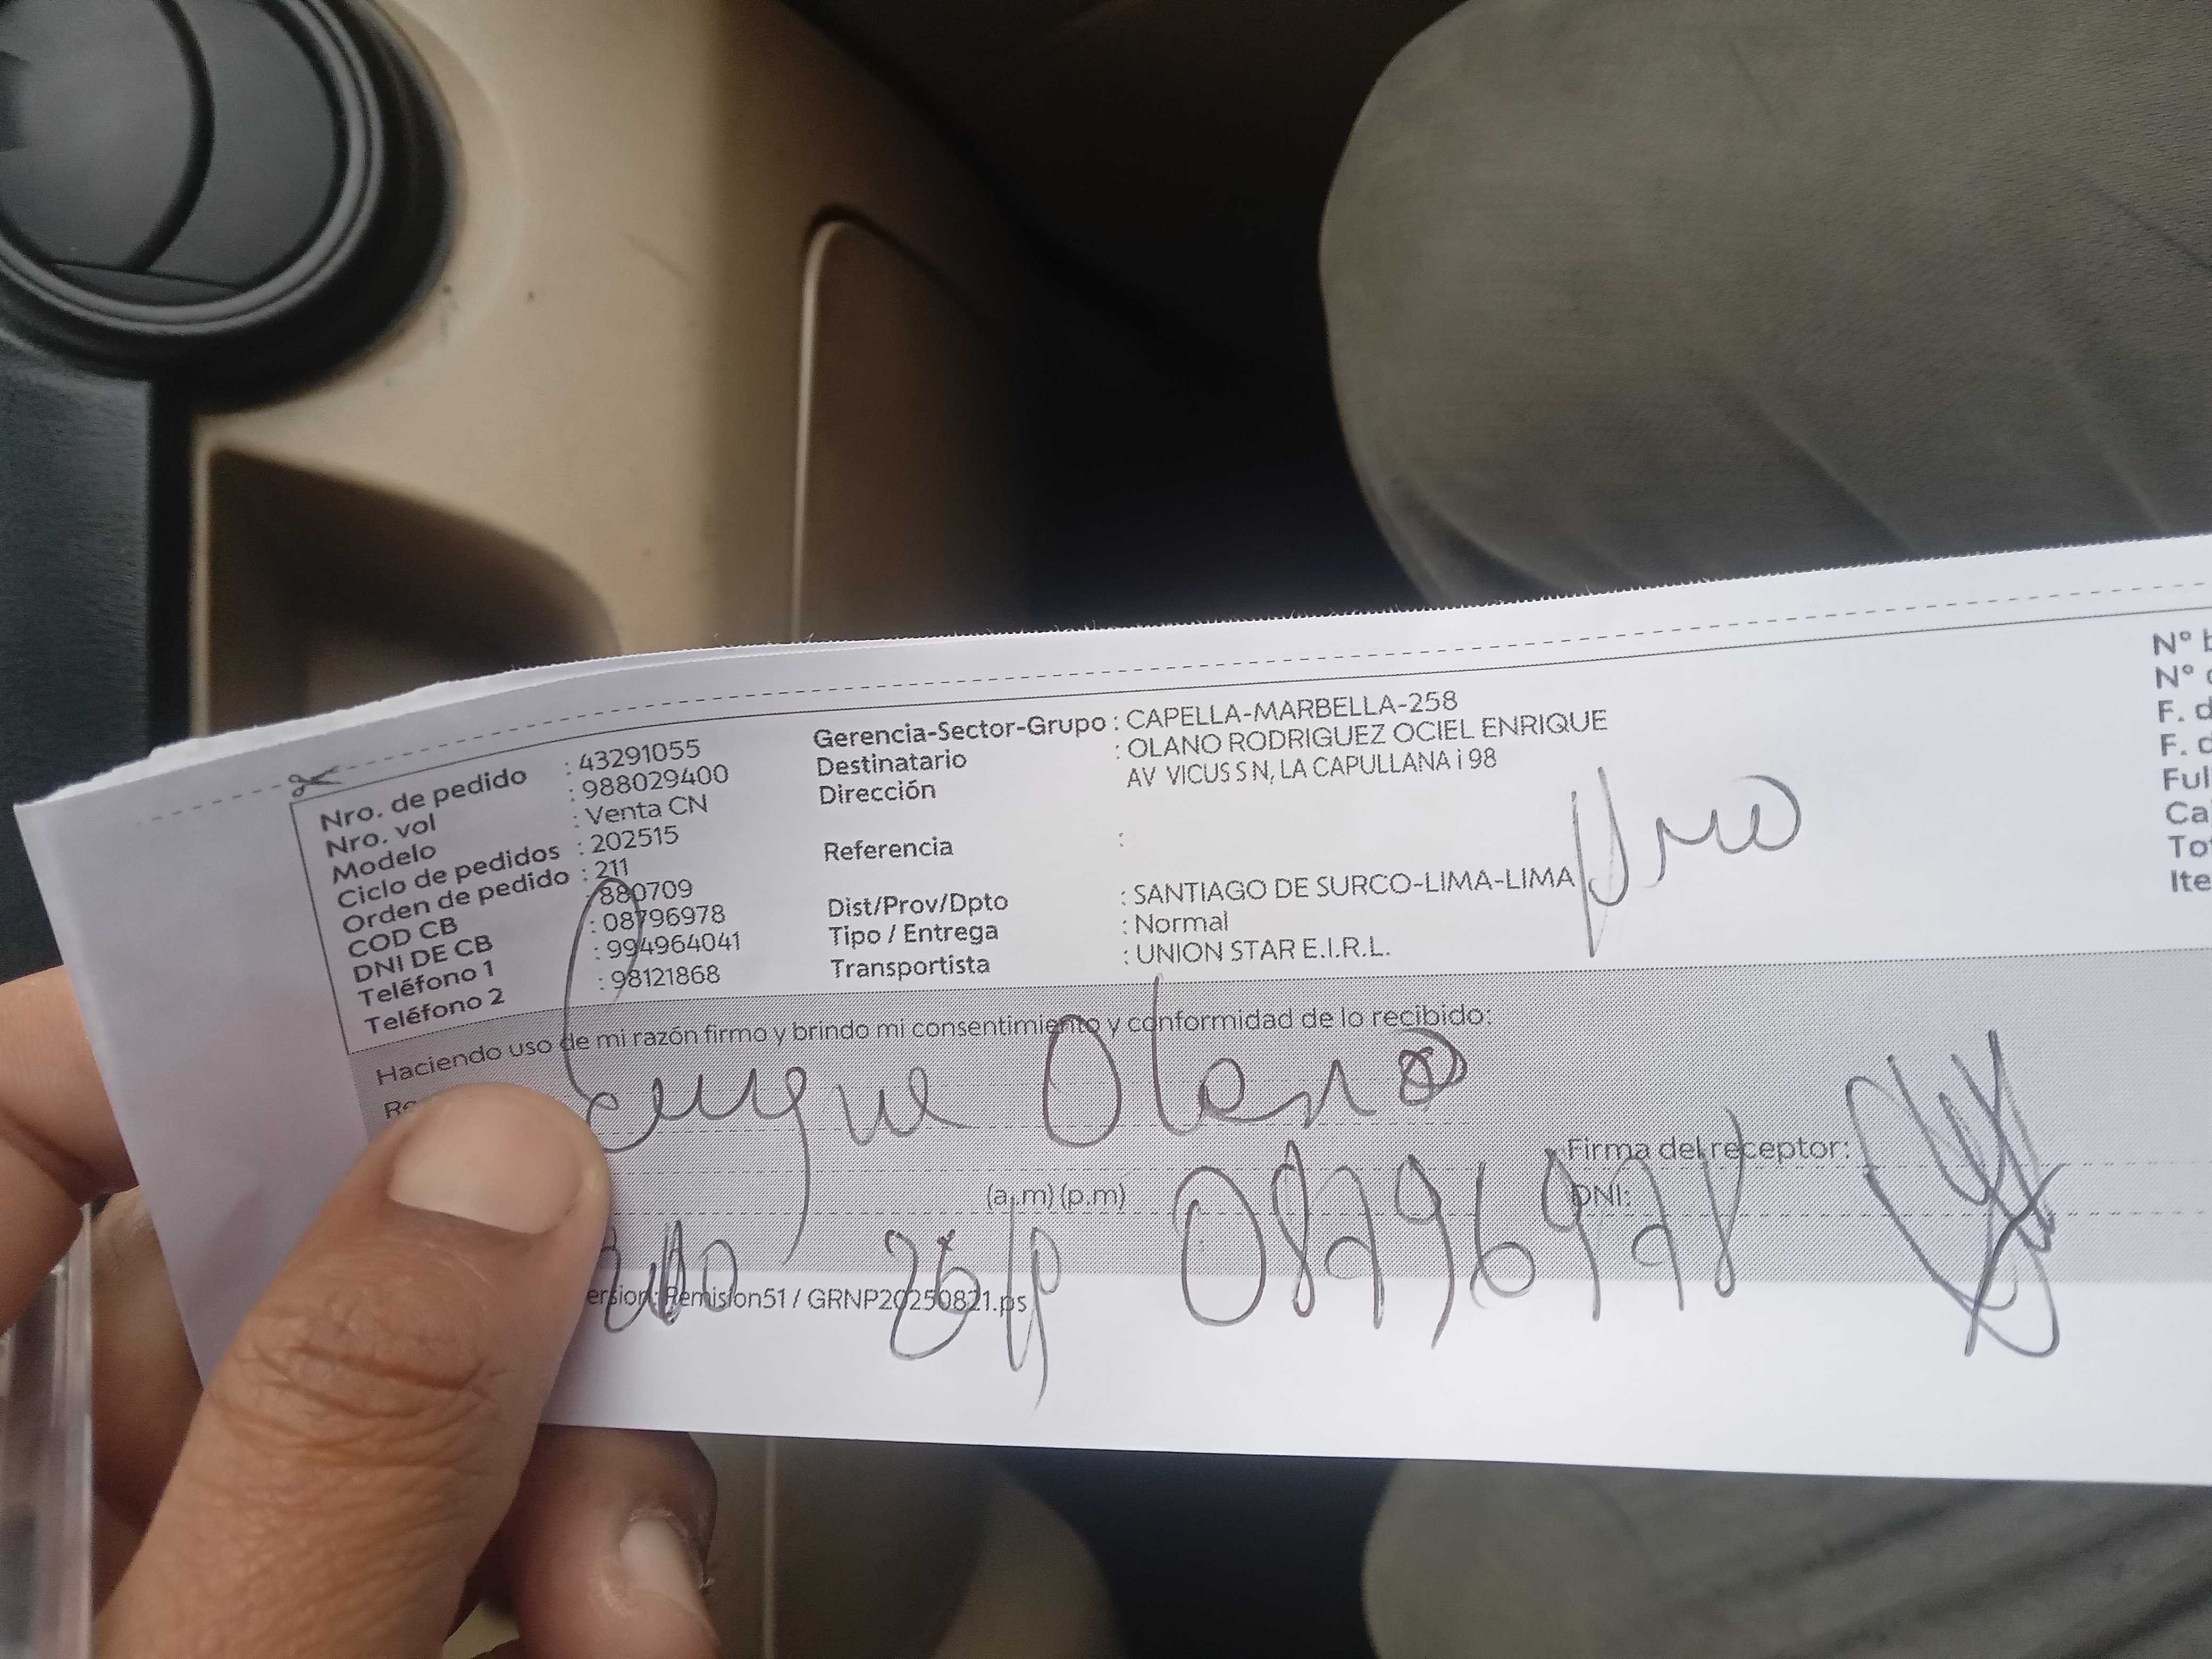 Nro. de pedido : 43291055
Nro. vol : 988029400
Modelo : Venta CN
Ciclo de pedidos : 202515
Orden de pedido : 211
COD CB : 880709
DNI DE CB : 08796978
Teléfono 1 : 994964041
Teléfono 2 : 98121868
Gerencia-Sector-Grupo : CAPELLA-MARBELLA-258
Destinatario : OLANO RODRIGUEZ OCIEL ENRIQUE
Dirección AV VICUS S N, LA CAPULLANA i 98
Referencia :
Dist/Prov/Dpto : SANTIAGO DE SURCO-LIMA-LIMA
Tipo / Entrega : Normal
Transportista : UNION STAR E.I.R.L.
Nº
Nº
F.
F.
Haciendo uso de mi razón firmo y brindo mi consentimiento y conformidad de lo recibido:
Olano
Firma del receptor:
(a.m) (p.m)
DNI:
08796978
Remision51 / GRNP20250821.ps